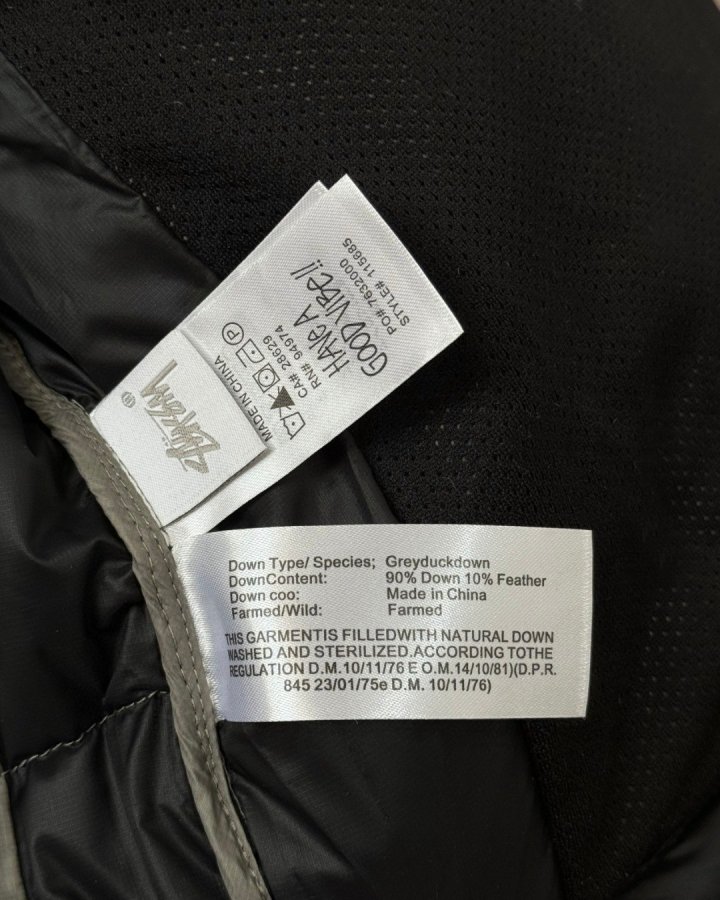 PO# 7632000
STYLE# 115685
HAVE A
GOOD VIBE!!
CA# 28629
RN# 94974
P
MADE IN CHINA
STÜSSY
Down Type/ Species; Greyduckdown
DownContent: 90% Down 10% Feather
Down coo: Made in China
Farmed/Wild: Farmed
THIS GARMENTIS FILLEDWITH NATURAL DOWN
WASHED AND STERILIZED.ACCORDING TOTHE
REGULATION D.M. 10/11/76 E O.M.14/10/81)(D.P.R.
845 23/01/75e D.M. 10/11/76)